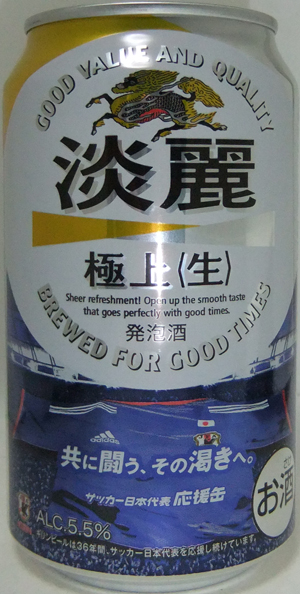 GOOD VALUE AND QUALITY
淡麗
極上〈生〉
Sheer refreshment! Open up the smooth taste
that goes perfectly with good times.
発泡酒
BREWED FOR GOOD TIMES
adidas
共に闘う、その渇きへ。
サッカー日本代表 応援缶
お酒
ALC.5.5%
キリンビールは36年間、サッカー日本代表を応援し続けています。